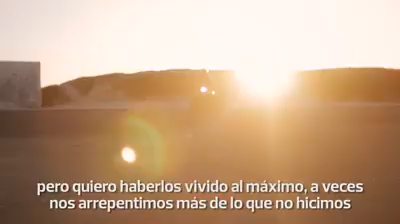 pero quiero haberlos vivido al máximo, a veces
nos arrepentimos más de lo que no hicimos